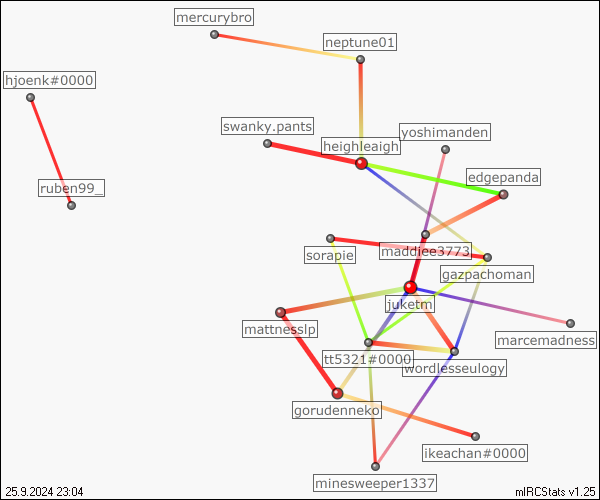 mercurybro
neptune01
hjoenk#0000
swanky.pants
yoshimanden
heighleaigh
edgepanda
ruben99_
maddjee3773
sorapie
gazpachoman
juketm
mattnesslp
marcemadness
tt5321#0000
wordlesseulogy
gorudenneko
ikeachan#0000
minesweeper1337
25.9.2024 23:04
mIRCStats v1.25